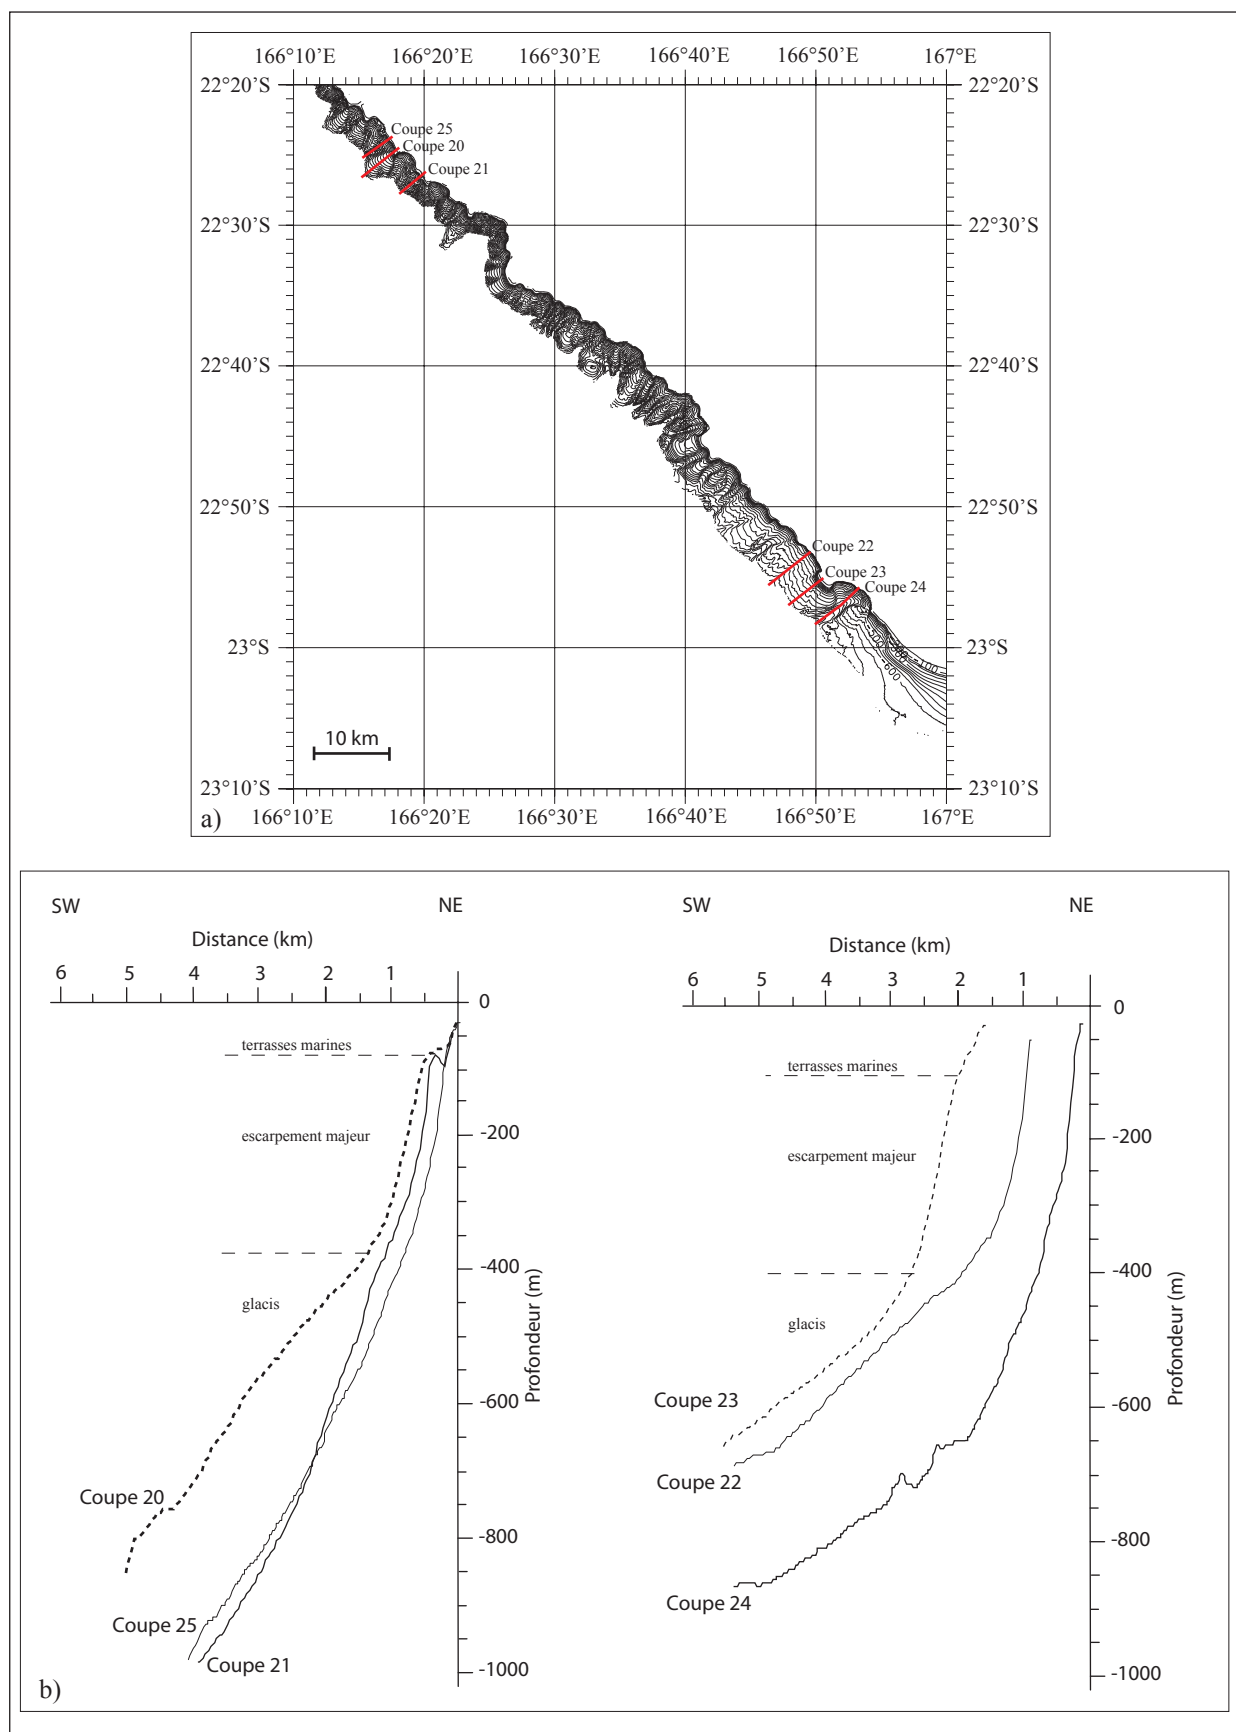 166°10’E 166°20’E 166°30’E 166°40’E 166°50’E 167°E
22°20’S 22°20’S
Coupe 25
Coupe 20
Coupe 21
22°30’S 22°30’S
22°40’S 22°40’S
22°50’S 22°50’S
Coupe 22
Coupe 23
Coupe 24
23°S 23°S
-100
-500
-600
10 km
23°10’S 23°10’S
166°10’E 166°20’E 166°30’E 166°40’E 166°50’E 167°E
a)
SW NE
Distance (km)
6 5 4 3 2 1
0
terrasses marines
-200
escarpement majeur
-400
glacis
Profondeur (m)
-600
Coupe 20
-800
Coupe 25
Coupe 21
-1000
b)
SW NE
Distance (km)
6 5 4 3 2 1
0
terrasses marines
-200
escarpement majeur
-400
glacis
Profondeur (m)
Coupe 23
-600
Coupe 22
-800
Coupe 24
-1000